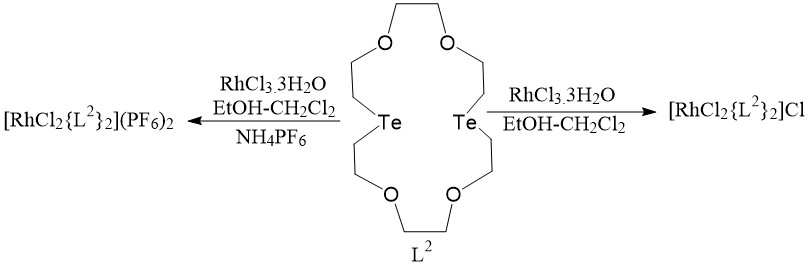 O O
RhCl3.3H2O
EtOH-CH2Cl2
NH4PF6
[RhCl2{L²}2](PF6)2
Te Te
RhCl3.3H2O
EtOH-CH2Cl2
[RhCl2{L²}2]Cl
O O
L²